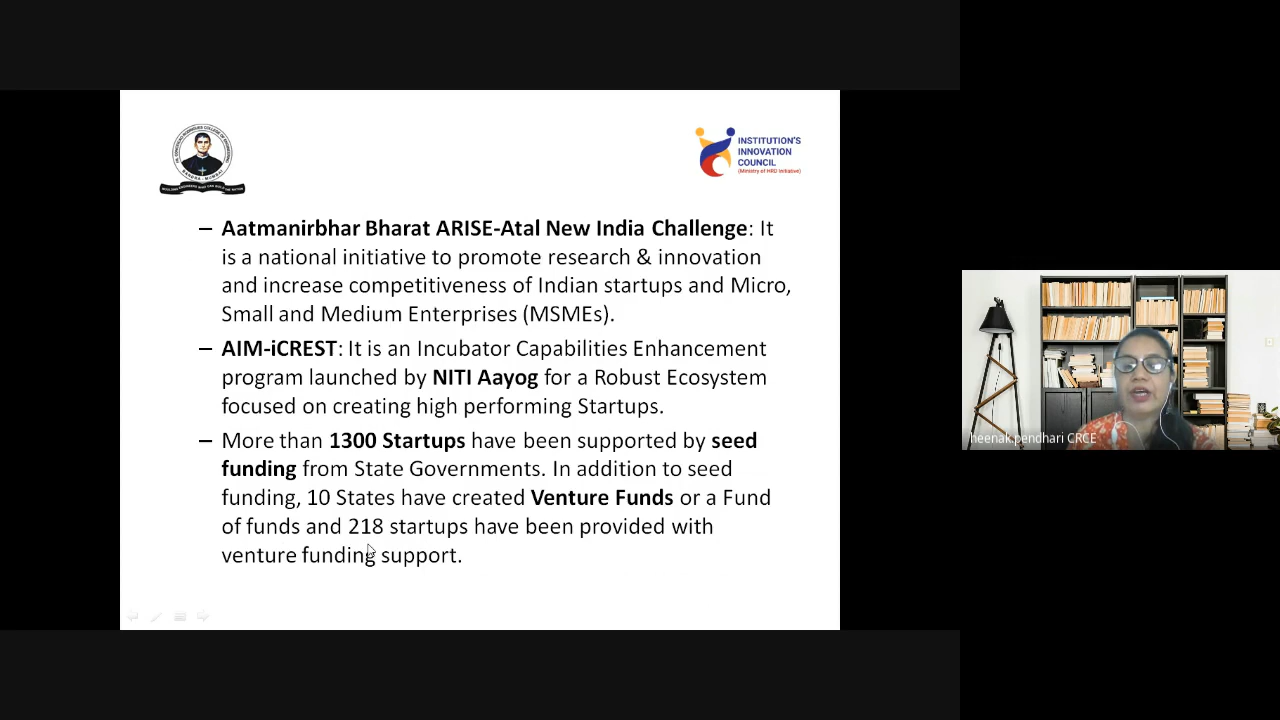 INSTITUTION'S
INNOVATION
COUNCIL
(Ministry of HRD Initiative)
– Aatmanirbhar Bharat ARISE-Atal New India Challenge: It
is a national initiative to promote research & innovation
and increase competitiveness of Indian startups and Micro,
Small and Medium Enterprises (MSMEs).
– AIM-iCREST: It is an Incubator Capabilities Enhancement
program launched by NITI Aayog for a Robust Ecosystem
focused on creating high performing Startups.
– More than 1300 Startups have been supported by seed
funding from State Governments. In addition to seed
funding, 10 States have created Venture Funds or a Fund
of funds and 218 startups have been provided with
venture funding support.
heenak.pendhari CRCE